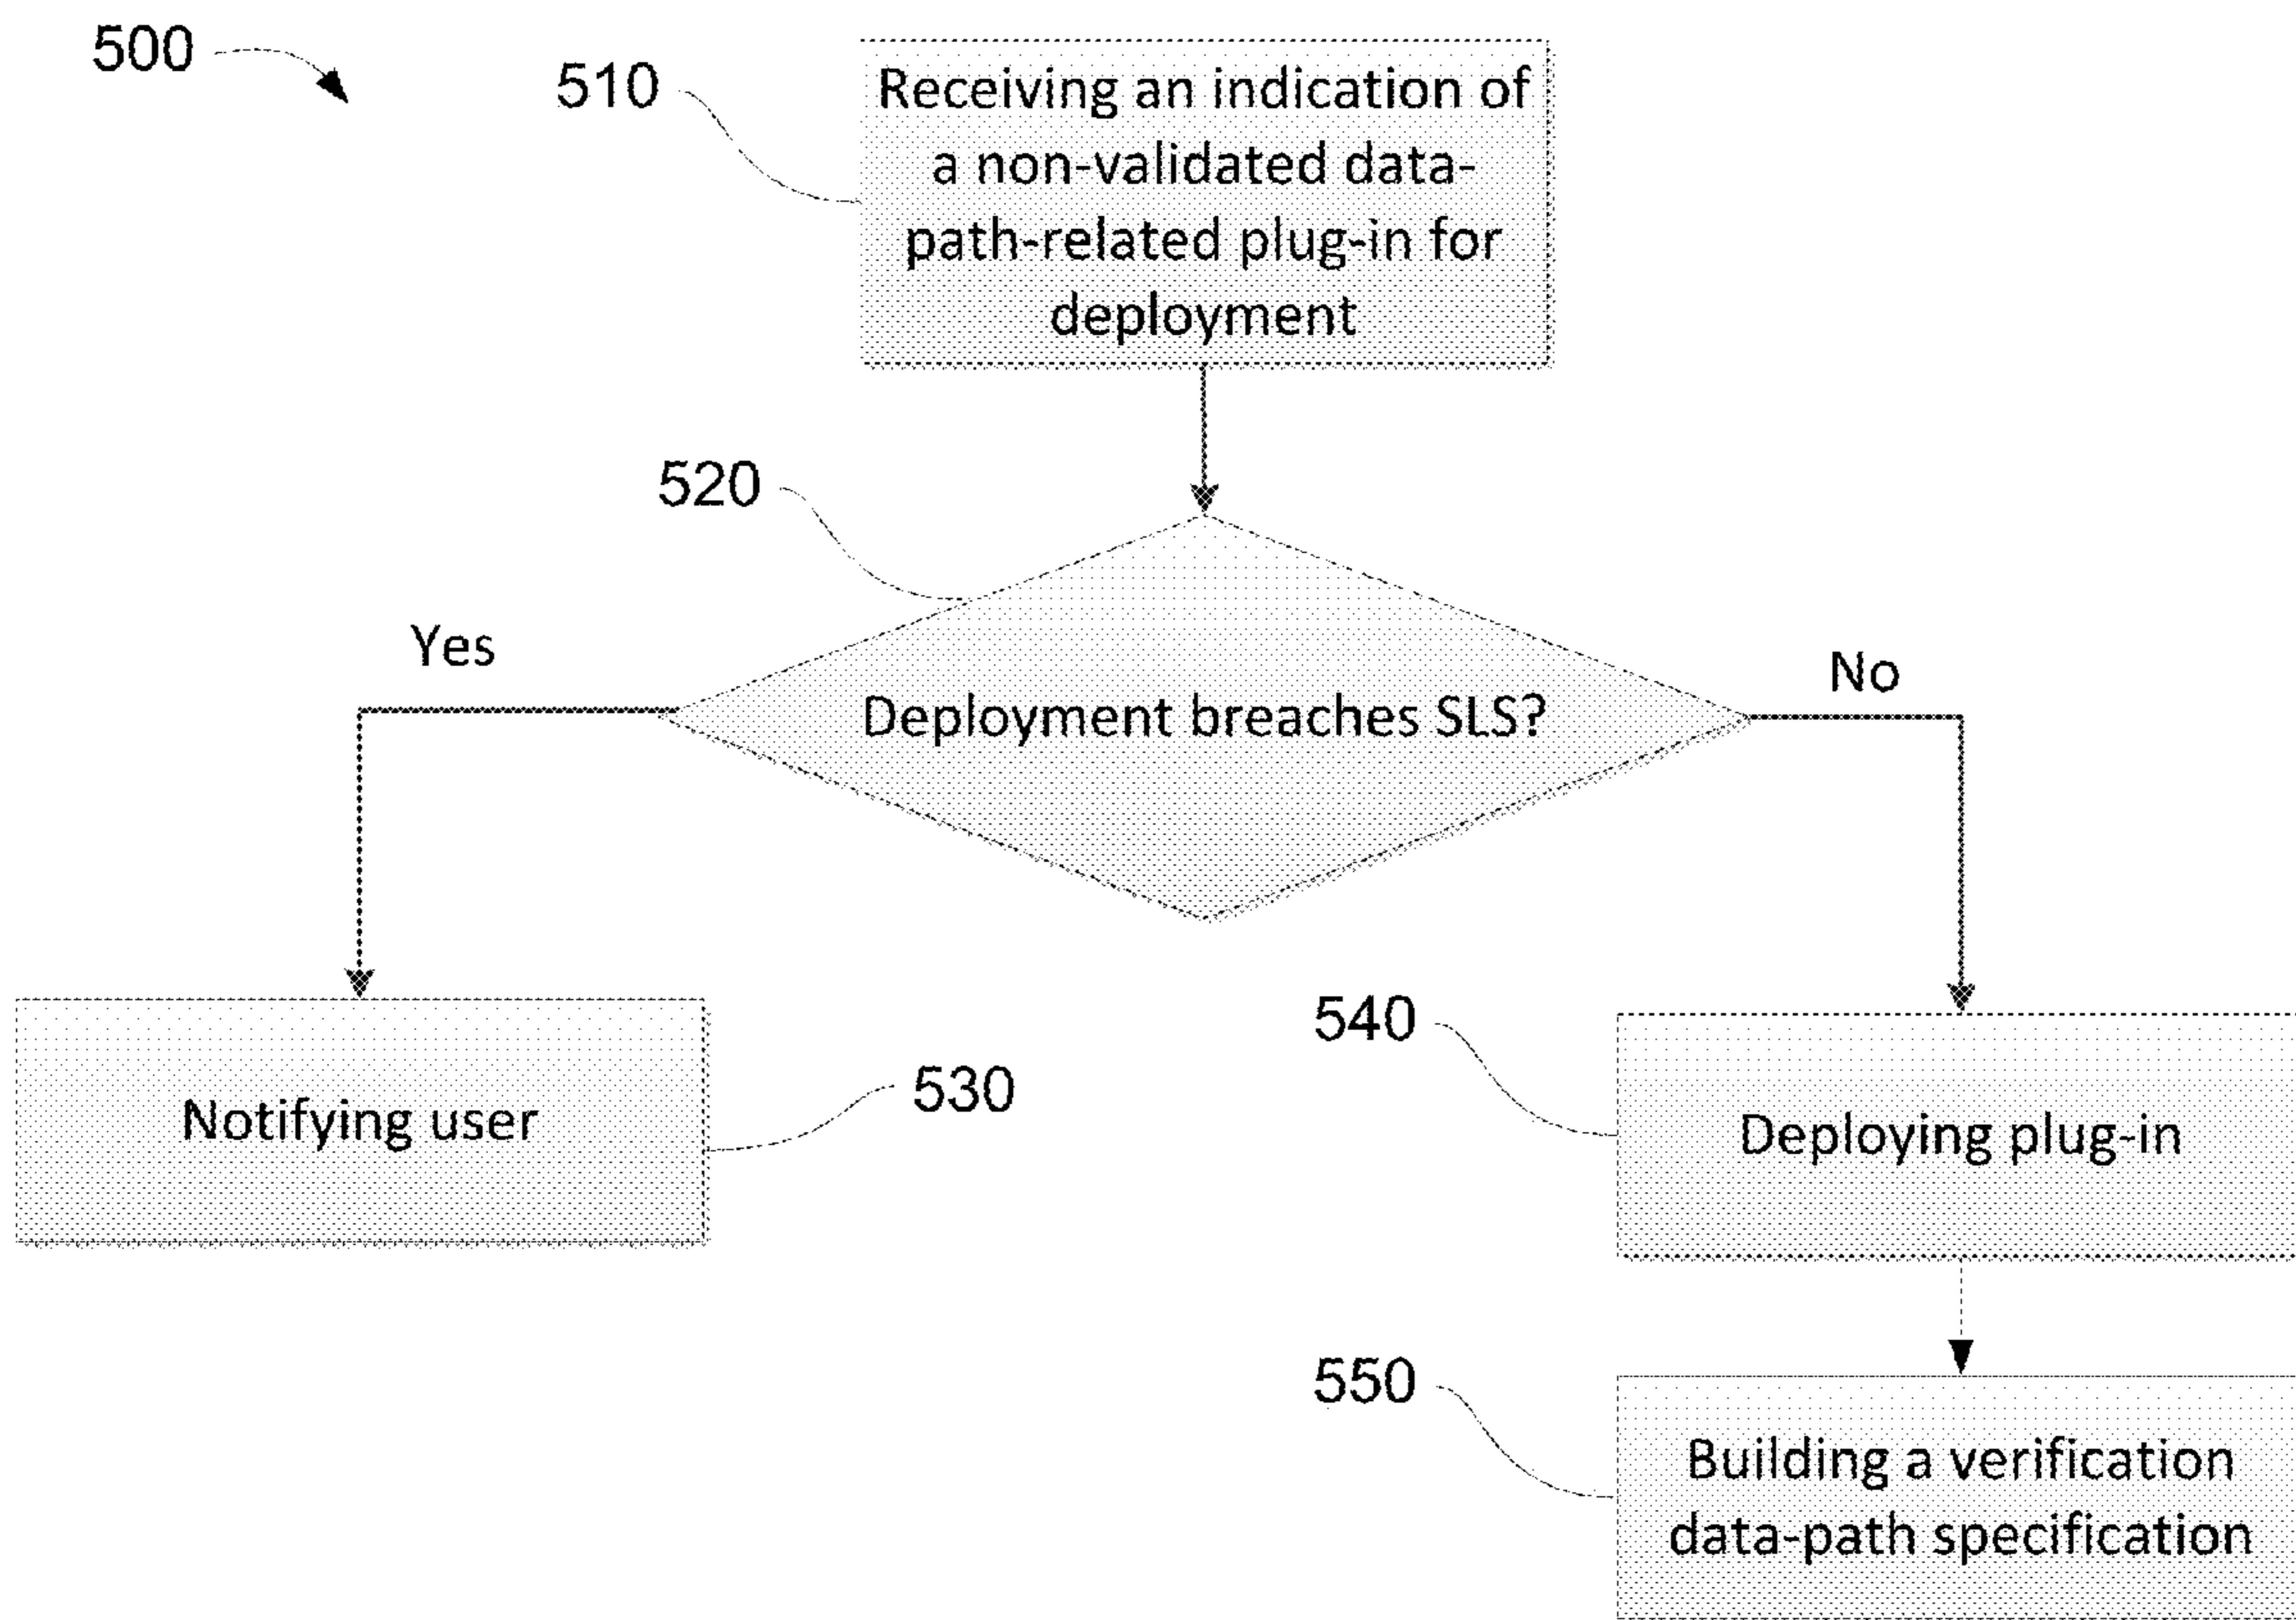 500
510
Receiving an indication of
a non-validated data-
path-related plug-in for
deployment
520
Yes
No
Deployment breaches SLS?
530
Notifying user
540
Deploying plug-in
550
Building a verification
data-path specification